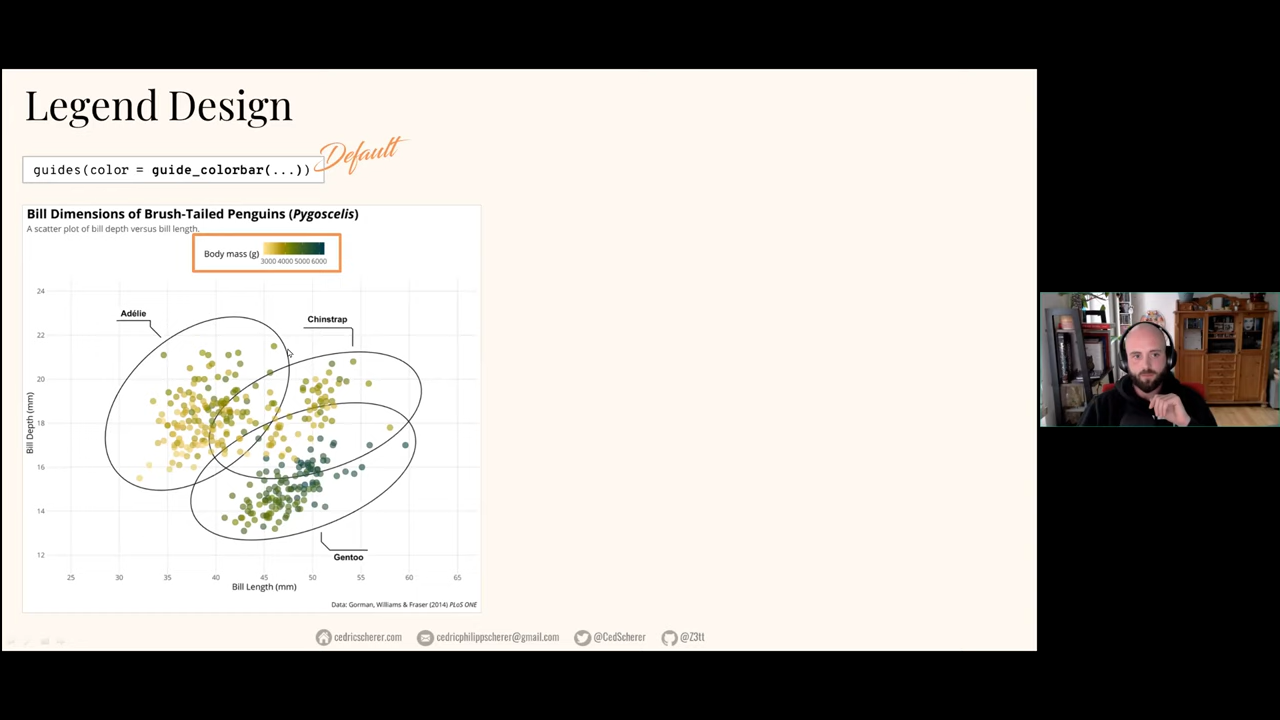 Legend Design
guides(color = guide_colorbar(...))
Default
Bill Dimensions of Brush-Tailed Penguins (Pygoscelis)
A scatter plot of bill depth versus bill length.
Body mass (g)
3000 4000 5000 6000
24
22
20
18
16
14
12
Bill Depth (mm)
Adélie
Chinstrap
Gentoo
25 30 35 40 45 50 55 60 65
Bill Length (mm)
Data: Gorman, Williams & Fraser (2014) PLoS ONE
cedricscherer.com cedricphilippscherer@gmail.com @CedScherer @Z3tt